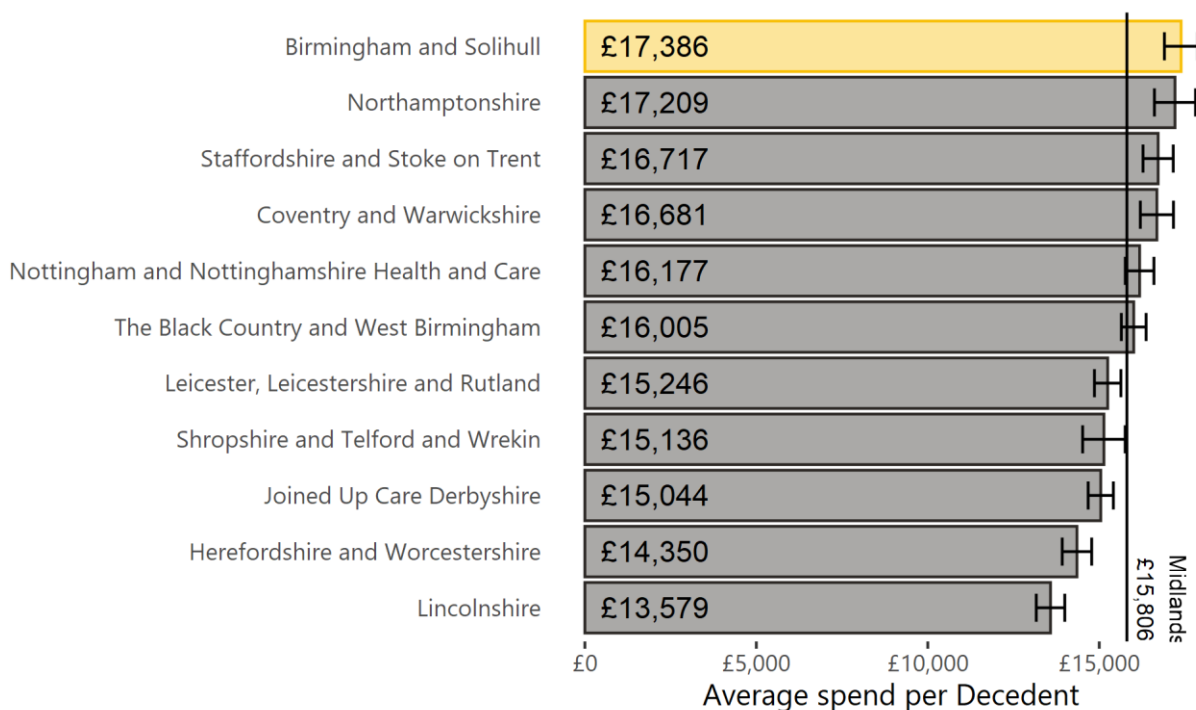 Birmingham and Solihull £17,386
Northamptonshire £17,209
Staffordshire and Stoke on Trent £16,717
Coventry and Warwickshire £16,681
Nottingham and Nottinghamshire Health and Care £16,177
The Black Country and West Birmingham £16,005
Leicester, Leicestershire and Rutland £15,246
Shropshire and Telford and Wrekin £15,136
Joined Up Care Derbyshire £15,044
Herefordshire and Worcestershire £14,350
Lincolnshire £13,579
Midlands
£15,806
£0 £5,000 £10,000 £15,000
Average spend per Decedent